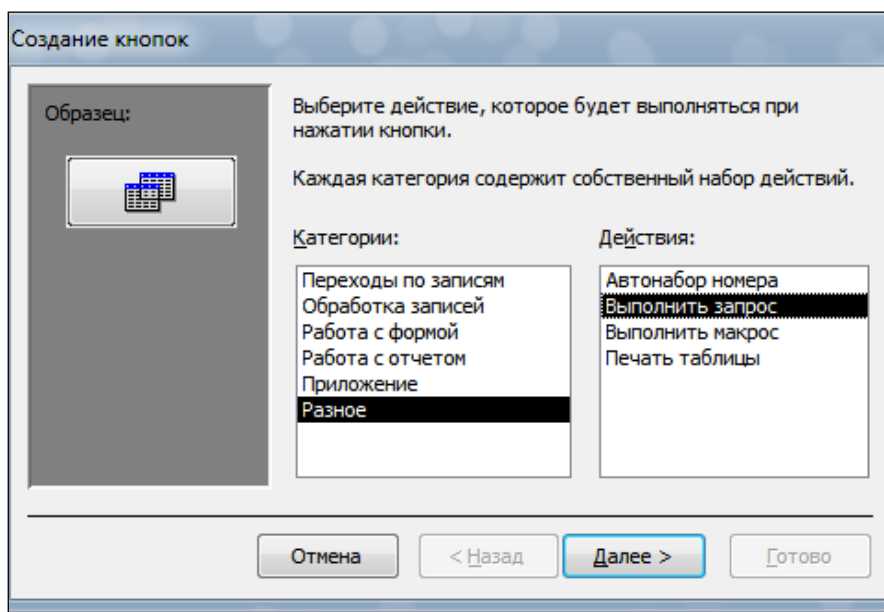 Создание кнопок
Образец:
Выберите действие, которое будет выполняться при
нажатии кнопки.
Каждая категория содержит собственный набор действий.
Категории:
Переходы по записям
Обработка записей
Работа с формой
Работа с отчетом
Приложение
Разное
Действия:
Автонабор номера
Выполнить запрос
Выполнить макрос
Печать таблицы
Отмена
< Назад
Далее >
Готово